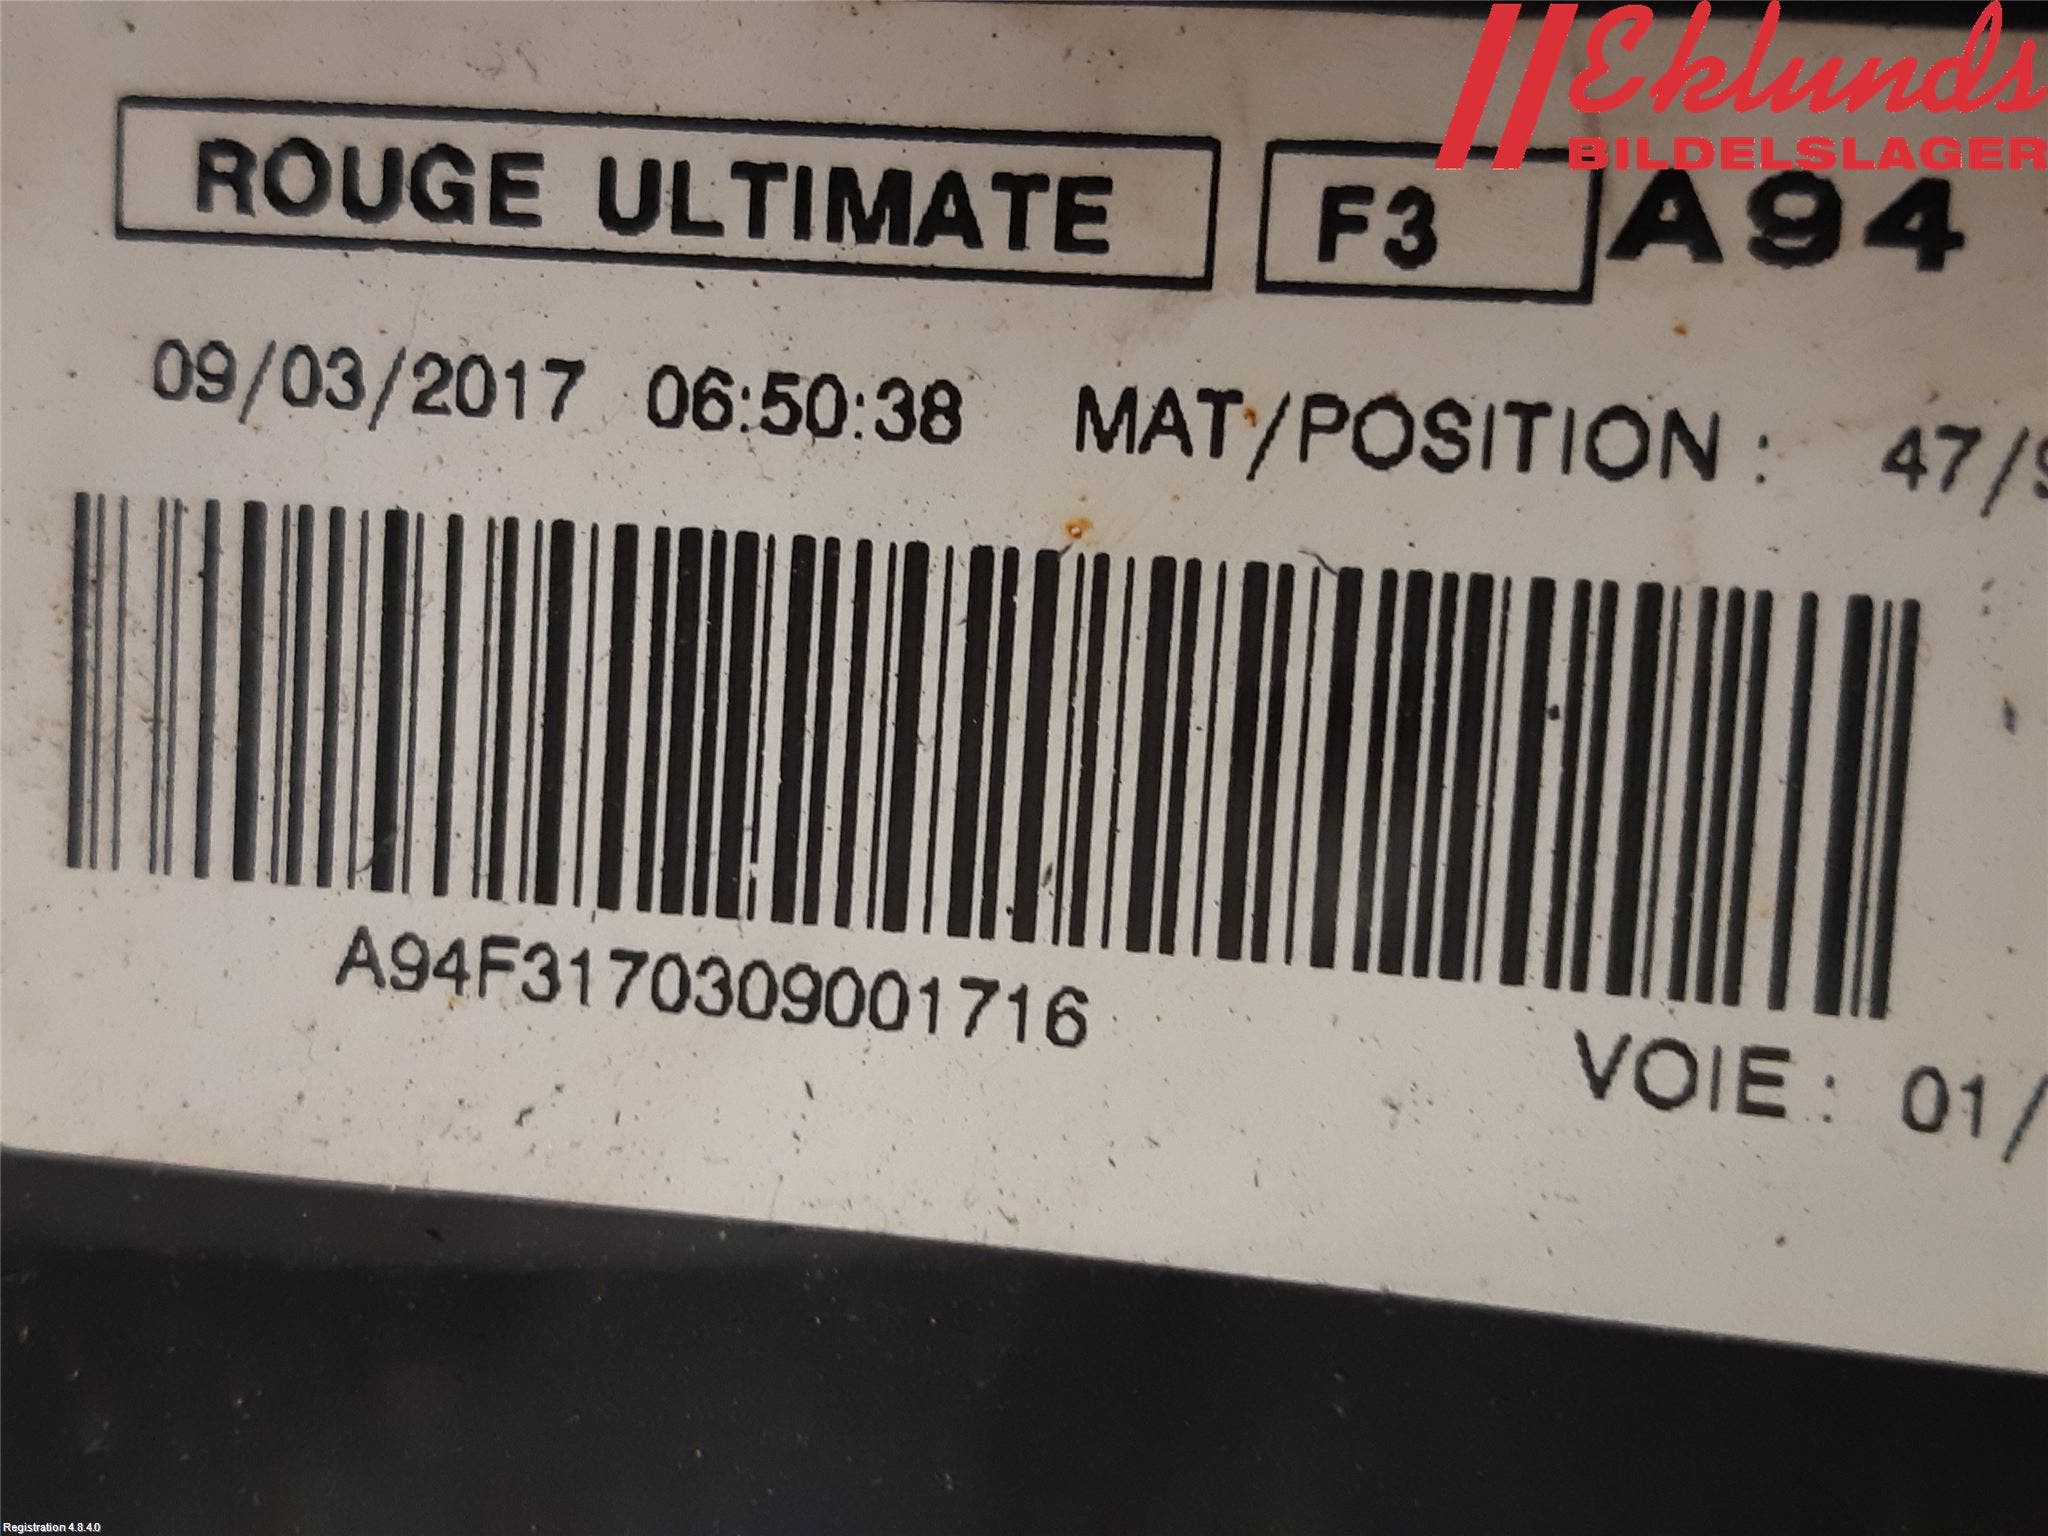 Eklunds
BILDELSLAGER
ROUGE ULTIMATE F3 A94
09/03/2017 06:50:38 MAT/POSITION : 47/
A94F3170309001716
VOIE : 01/
Registration 4.8.4.0